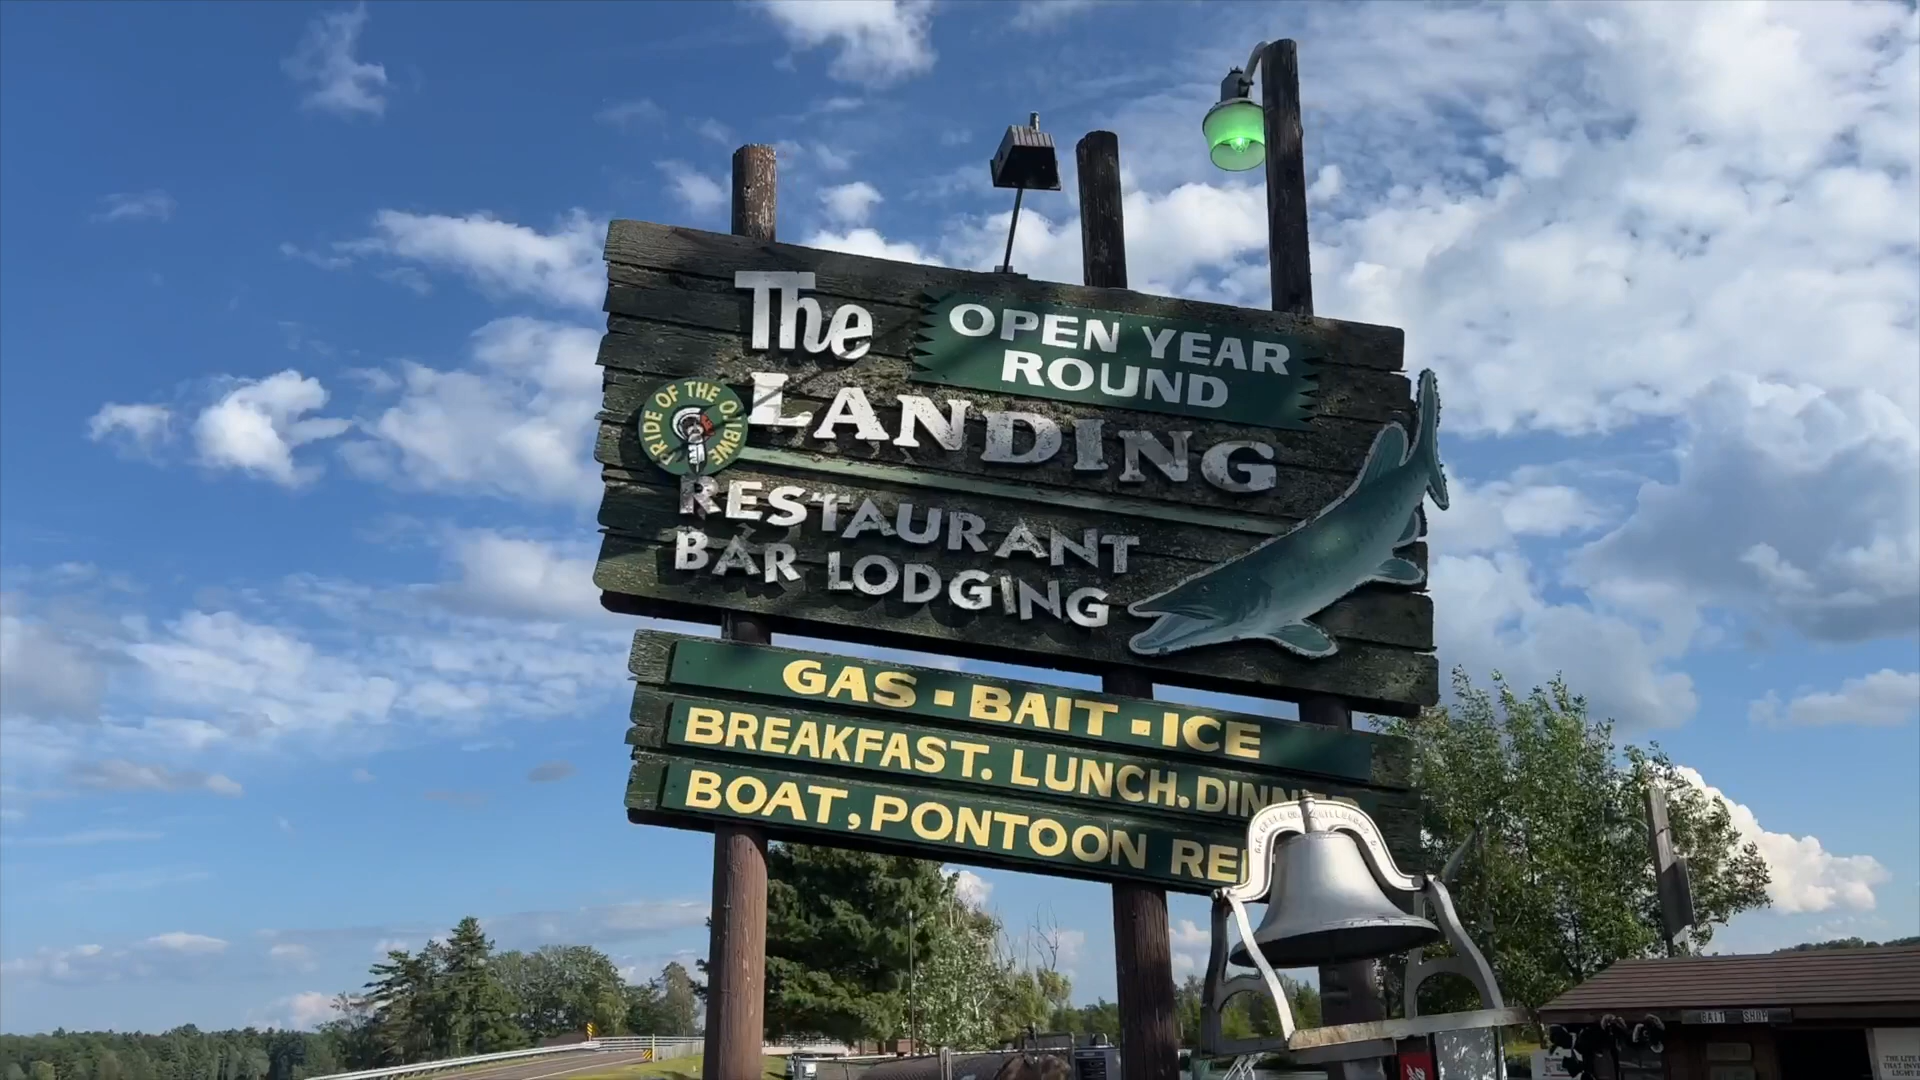 The
OPEN YEAR
ROUND
LANDING
PRIDE OF THE OJIBWE
RESTAURANT
BAR LODGING
GAS · BAIT · ICE
BREAKFAST. LUNCH. DINNER
BOAT, PONTOON RE
BAIT SHOP